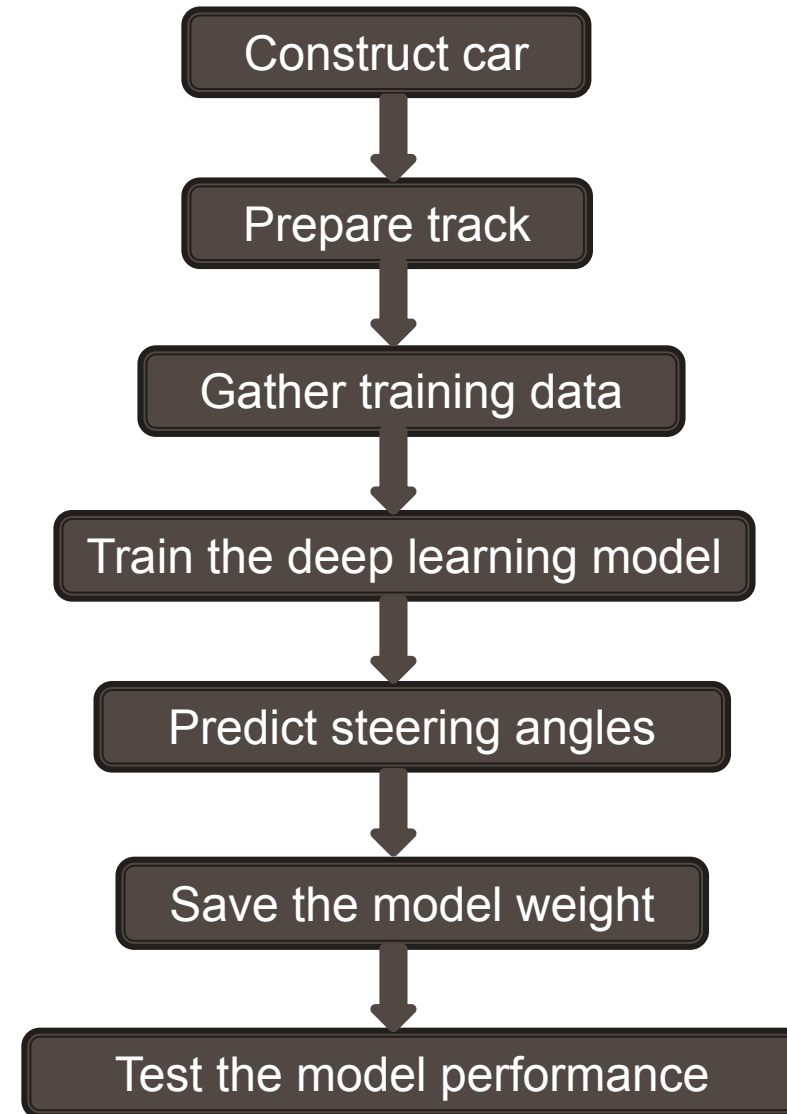 Construct car
Prepare track
Gather training data
Train the deep learning model
Predict steering angles
Save the model weight
Test the model performance